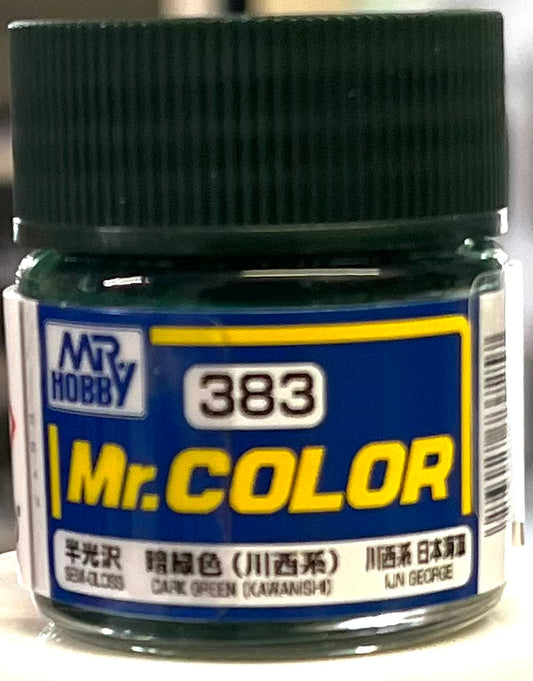 MR. HOBBY
383
Mr.COLOR
半光沢 暗緑色（川西系） 川西系 日本海軍
SEMI-GLOSS DARK GREEN (KAWANISHI) IJN GEORGE